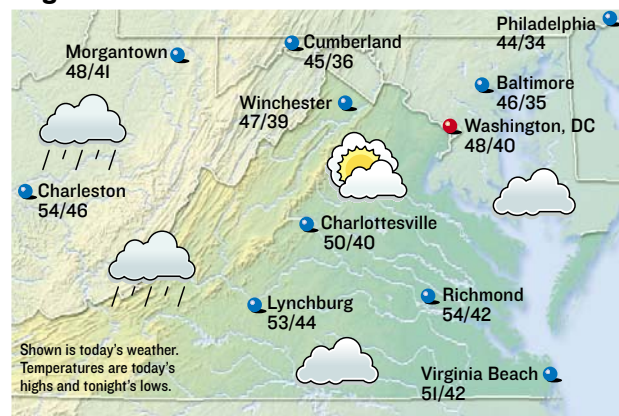 Philadelphia
44/34
Morgantown
48/41
Cumberland
45/36
Baltimore
46/35
Winchester
47/39
Washington, DC
48/40
Charleston
54/46
Charlottesville
50/40
Lynchburg
53/44
Richmond
54/42
Shown is today's weather.
Temperatures are today's
highs and tonight's lows.
Virginia Beach
51/42